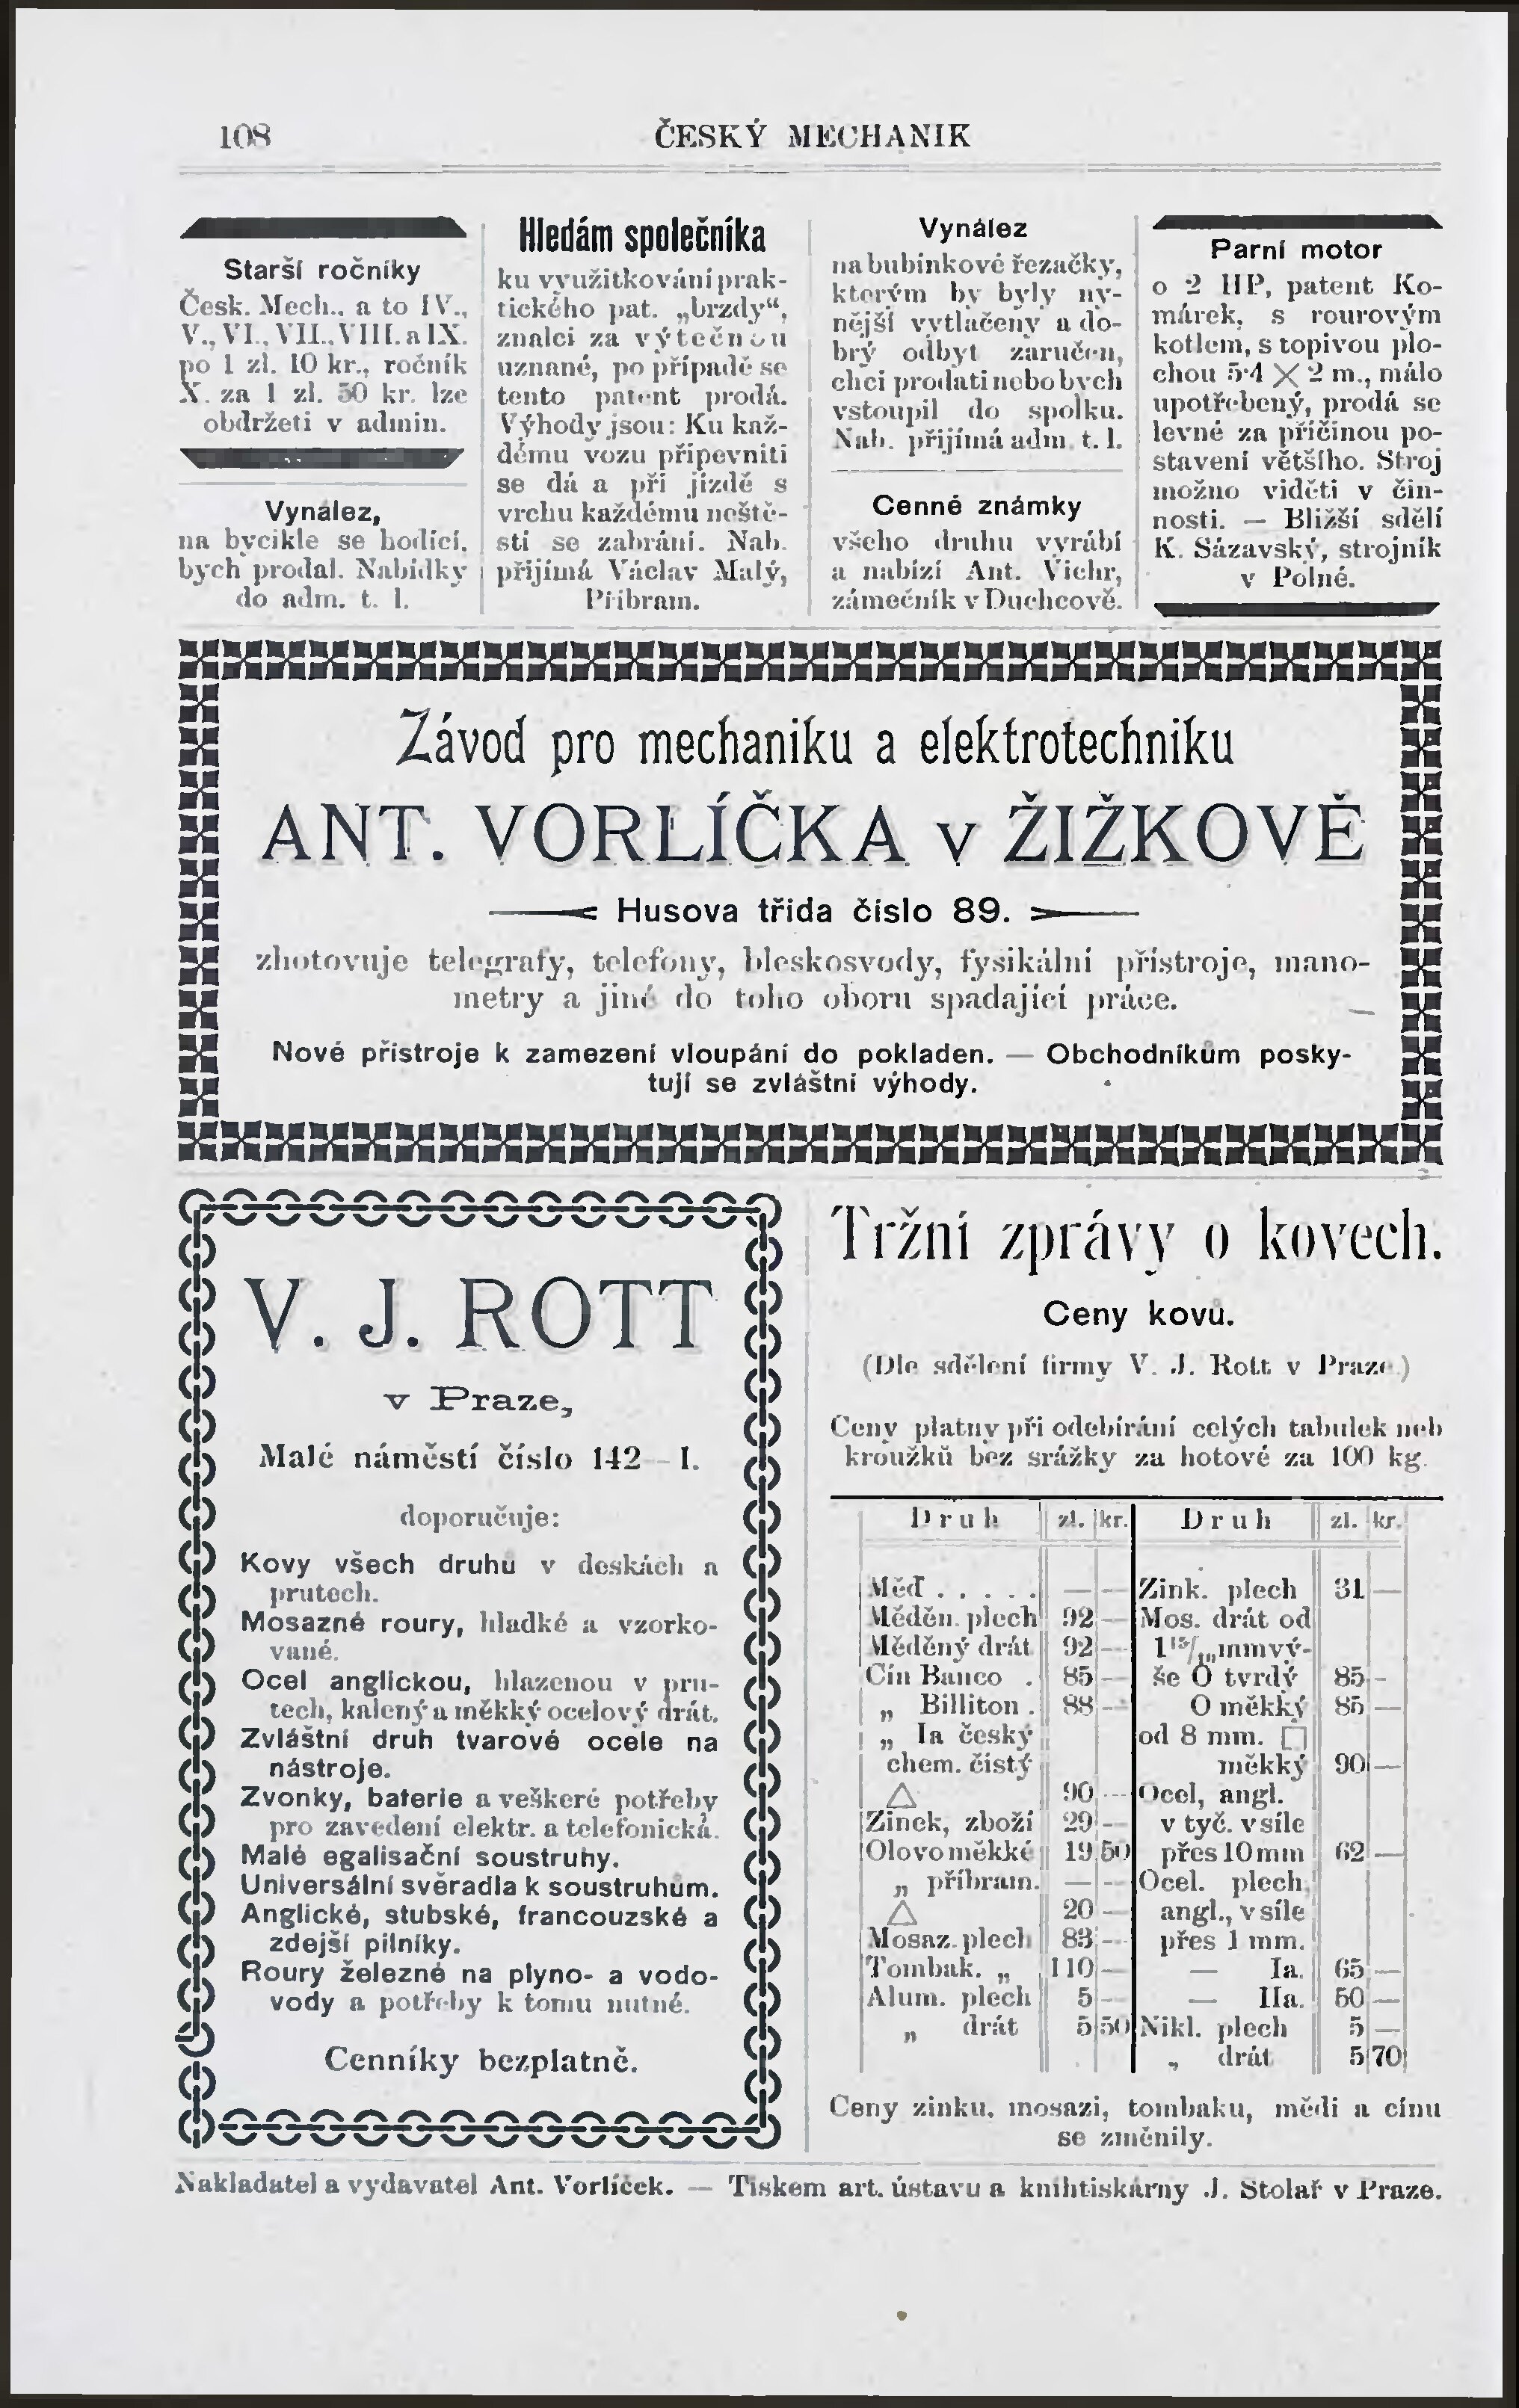 108
ČESKÝ MECHANIK
Starší ročníky
Česk. Mech., a to IV.,
V., VI., VII., VIII. a IX.
po 1 zl. 10 kr., ročník
X. za 1 zl. 50 kr. lze
obdržeti v admin.
Vynález,
na bycikle se hodící,
bych prodal. Nabídky
do adm. t. l.
Hledám společníka
ku využitkování prak-
tického pat. „brzdy“,
znalci za výtečnou
uznané, po případě se
tento patent prodá.
Výhody jsou: Ku kaž-
dému vozu připevniti
se dá a při jizdě s
vrchu každému neště-
stí se zabrání. Nab.
přijímá Václav Malý,
Příbram.
Vynález
na bubinkové řezačky,
kterým by byly ny-
nější vytlačeny a do-
brý odbyt zaručen,
chci prodati nebo bych
vstoupil do spolku.
Nab. přijímá adm. t. l.
Cenné známky
všeho druhu vyrábí
a nabízí Ant. Vichr,
zámečník v Duchcově.
Parní motor
o 2 HP, patent Ko-
márek, s rourovým
kotlem, s topivou plo-
chou 5·4 × 2 m., málo
upotřebený, prodá se
levně za příčinou po-
stavení většího. Stroj
možno viděti v čin-
nosti. — Bližší sdělí
K. Sázavský, strojník
v Polné.
Závod pro mechaniku a elektrotechniku
ANT. VORLÍČKA v ŽIŽKOVĚ
Husova třída číslo 89.
zhotovuje telegrafy, telefony, bleskosvody, fysikální přístroje, mano-
metry a jiné do toho oboru spadající práce.
Nové přístroje k zamezení vloupání do pokladen. — Obchodníkům posky-
tují se zvláštní výhody.
V. J. ROTT
v Praze,
Malé náměstí číslo 142 — I.
doporučuje:
Kovy všech druhů v deskách a
prutech.
Mosazné roury, hladké a vzorko-
vané.
Ocel anglickou, hlazenou v pru-
tech, kalený a měkký ocelový drát.
Zvláštní druh tvarové ocele na
nástroje.
Zvonky, baterie a veškeré potřeby
pro zavedení elektr. a telefonická.
Malé egalisační soustruhy.
Universální svěradla k soustruhům.
Anglické, stubské, francouzské a
zdejší pilníky.
Roury železné na plyno- a vodo-
vody a potřeby k tomu nutné.
Cenníky bezplatně.
Tržní zprávy o kovech.
Ceny kovů.
(Dle sdělení firmy V. J. Rott v Praze.)
Ceny platny při odebírání celých tabulek neb
kroužků bez srážky za hotové za 100 kg.
Druh zl. kr.
Měď . . . . . — —
Měděn. plech 92 —
Měděný drát 92 —
Cín Banco . 85 —
„ Billiton . 88 —
„ Ia český
chem. čistý
△ 90 —
Zinek, zboží 29 —
Olovo měkké 19 50
„ příbram. — —
△ 20 —
Mosaz. plech 83 —
Tombak. „ 110 —
Alum. plech 5 —
„ drát 5 50
Druh zl. kr.
Zink. plech 31 —
Mos. drát od
mm vý-
še O tvrdý 85 -
O měkký 85 —
od 8 mm. □
měkký 90 —
Ocel, angl.
v tyč. v síle
přes 10 mm 62 —
Ocel. plech,
angl., v síle
přes 1 mm.
— Ia. 65 —
— IIa. 50 —
Nikl. plech 5 —
„ drát 5 70
Ceny zinku, mosazi, tombaku, mědi a cínu
se změnily.
Nakladatel a vydavatel Ant. Vorlíček. — Tiskem art. ústavu a knihtiskárny J. Stolař v Praze.